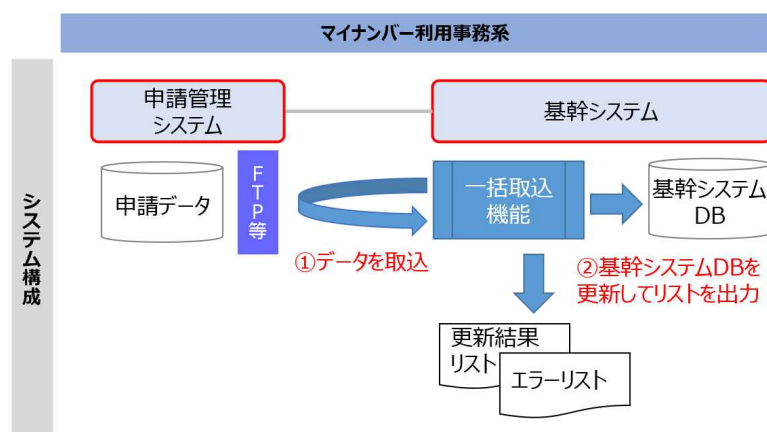 マイナンバー利用事務系
システム構成
申請管理
システム
基幹システム
申請データ
FTP等
一括取込
機能
基幹システム
DB
①データを取込
②基幹システムDBを
更新してリストを出力
更新結果
リスト
エラーリスト